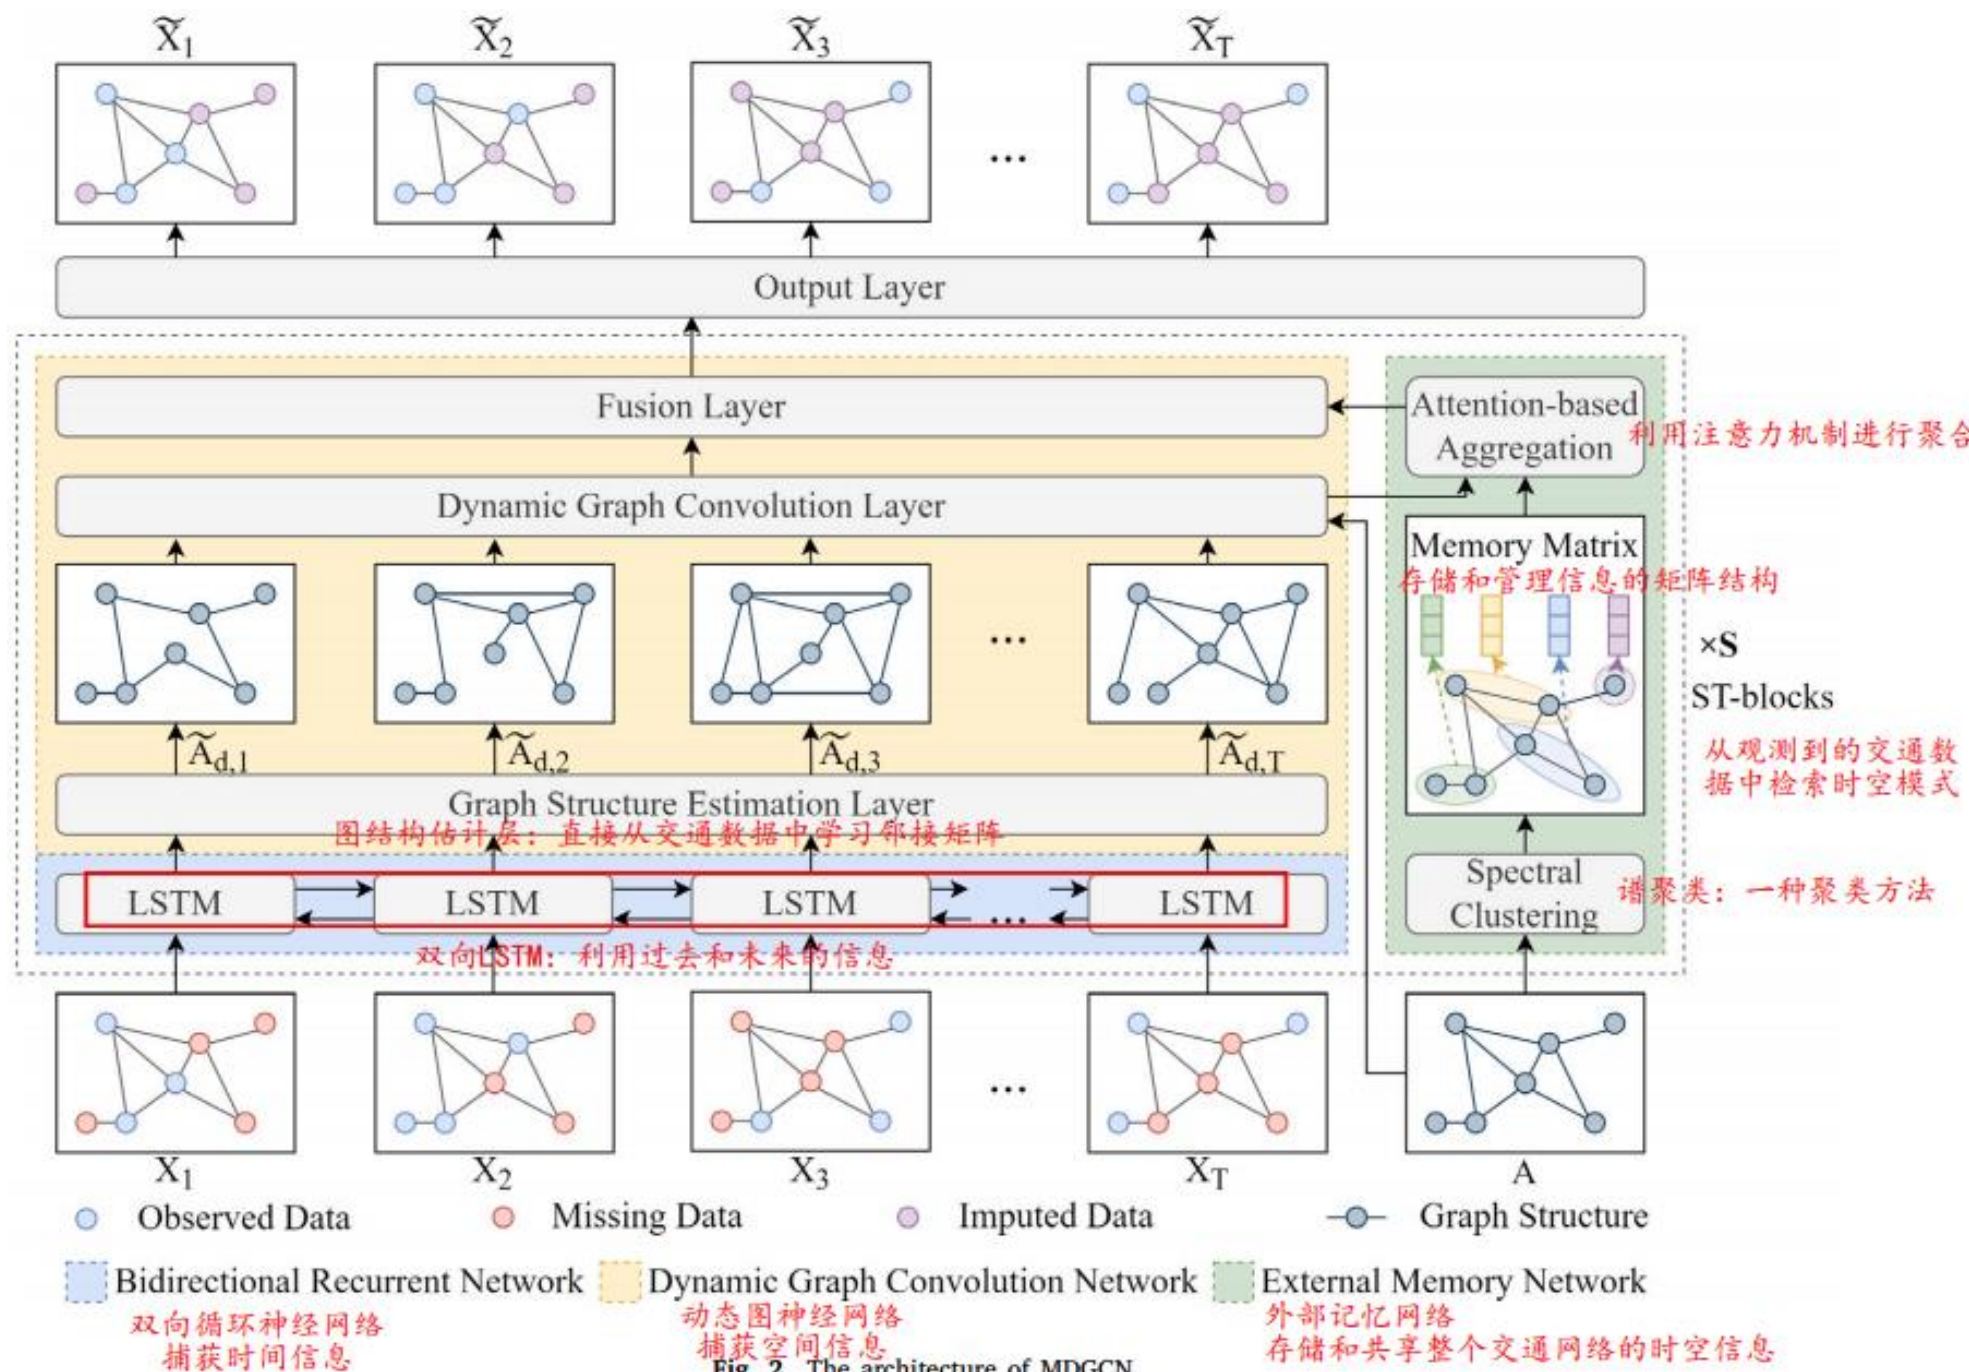 X̃1 X̃2 X̃3 X̃T
...
Output Layer
Fusion Layer
Attention-based
Aggregation
利用注意力机制进行聚合
Dynamic Graph Convolution Layer
Memory Matrix
存储和管理信息的矩阵结构
...
×S
ST-blocks
从观测到的交通数
据中检索时空模式
Ãd,1 Ãd,2 Ãd,3 Ãd,T
Graph Structure Estimation Layer
图结构估计层：直接从交通数据中学习邻接矩阵
LSTM LSTM LSTM ... LSTM
双向LSTM：利用过去和未来的信息
Spectral
Clustering
谱聚类：一种聚类方法
...
X1 X2 X3 XT A
Observed Data Missing Data Imputed Data Graph Structure
Bidirectional Recurrent Network Dynamic Graph Convolution Network External Memory Network
双向循环神经网络
捕获时间信息
动态图神经网络
捕获空间信息
外部记忆网络
存储和共享整个交通网络的时空信息
Fig. 2. The architecture of MDGCN